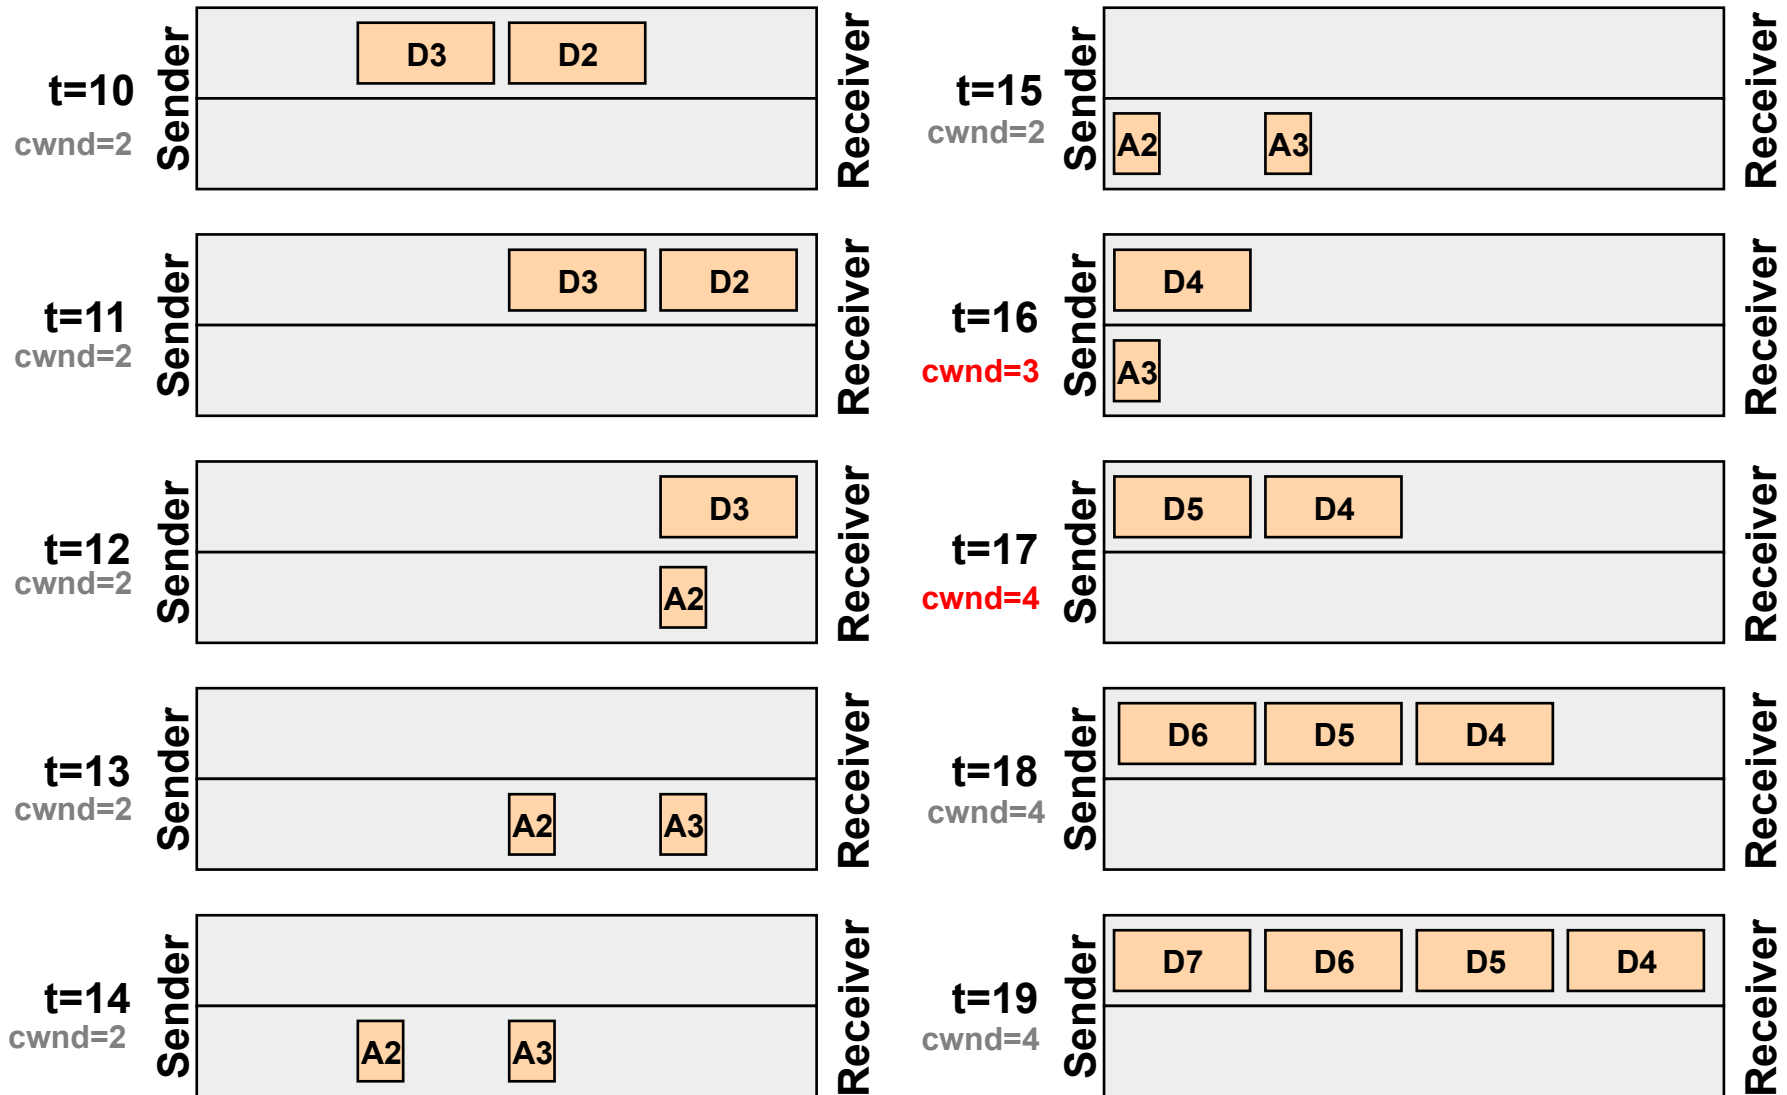 t=10
cwnd=2
Sender
D3 D2
Receiver
t=11
cwnd=2
Sender
D3 D2
Receiver
t=12
cwnd=2
Sender
D3
A2
Receiver
t=13
cwnd=2
Sender
A2 A3
Receiver
t=14
cwnd=2
Sender
A2 A3
Receiver
t=15
cwnd=2
Sender
A2 A3
Receiver
t=16
cwnd=3
Sender
D4
A3
Receiver
t=17
cwnd=4
Sender
D5 D4
Receiver
t=18
cwnd=4
Sender
D6 D5 D4
Receiver
t=19
cwnd=4
Sender
D7 D6 D5 D4
Receiver